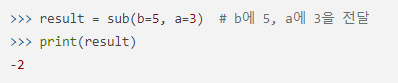 >>> result = sub(b=5, a=3)  # b에 5, a에 3을 전달
>>> print(result)
-2